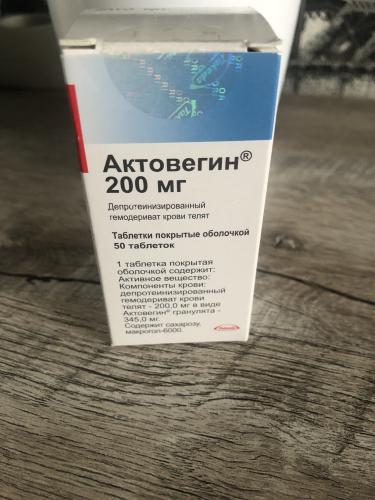 Актовегин®
200 мг
Депротеинизированный
гемодериват крови телят
Таблетки покрытые оболочкой
50 таблеток
1 таблетка покрытая
оболочкой содержит:
Активное вещество:
Компоненты крови:
депротеинизированный
гемодериват крови
телят - 200,0 мг в виде
Актовегин® гранулята -
345,0 мг.
Содержит сахарозу,
макрогол-6000.
Takeda